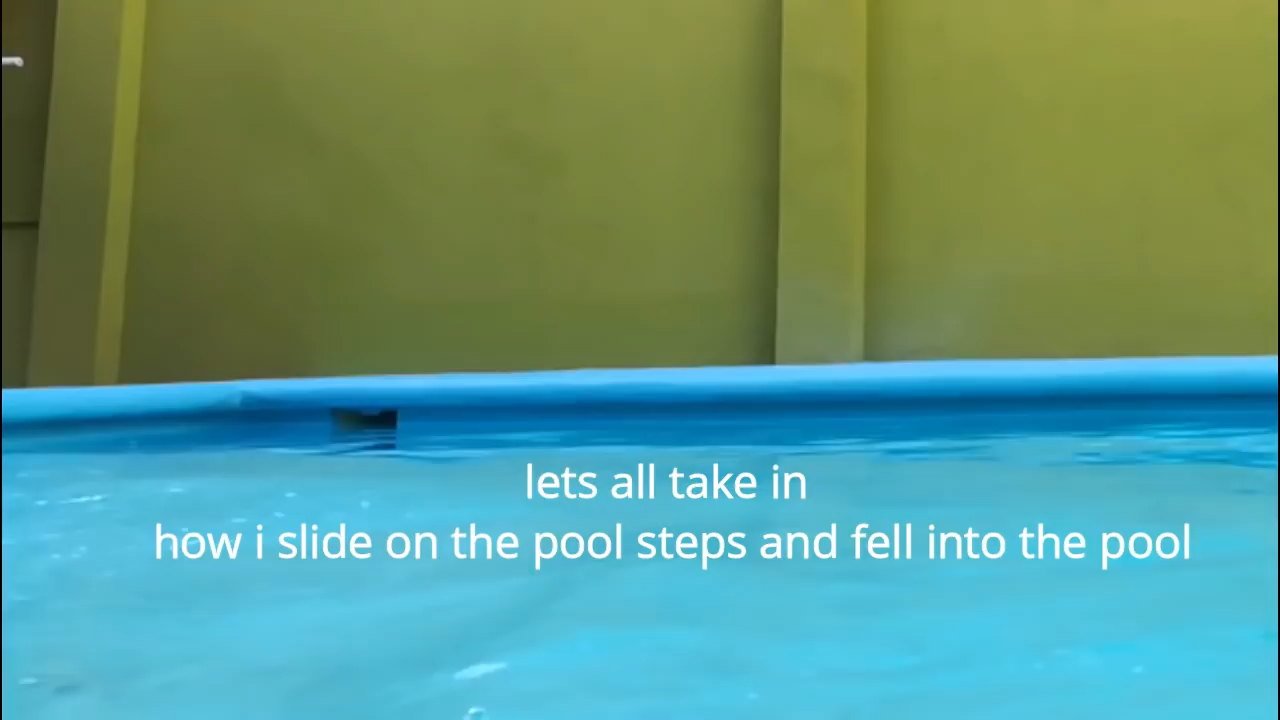 lets all take in
how i slide on the pool steps and fell into the pool